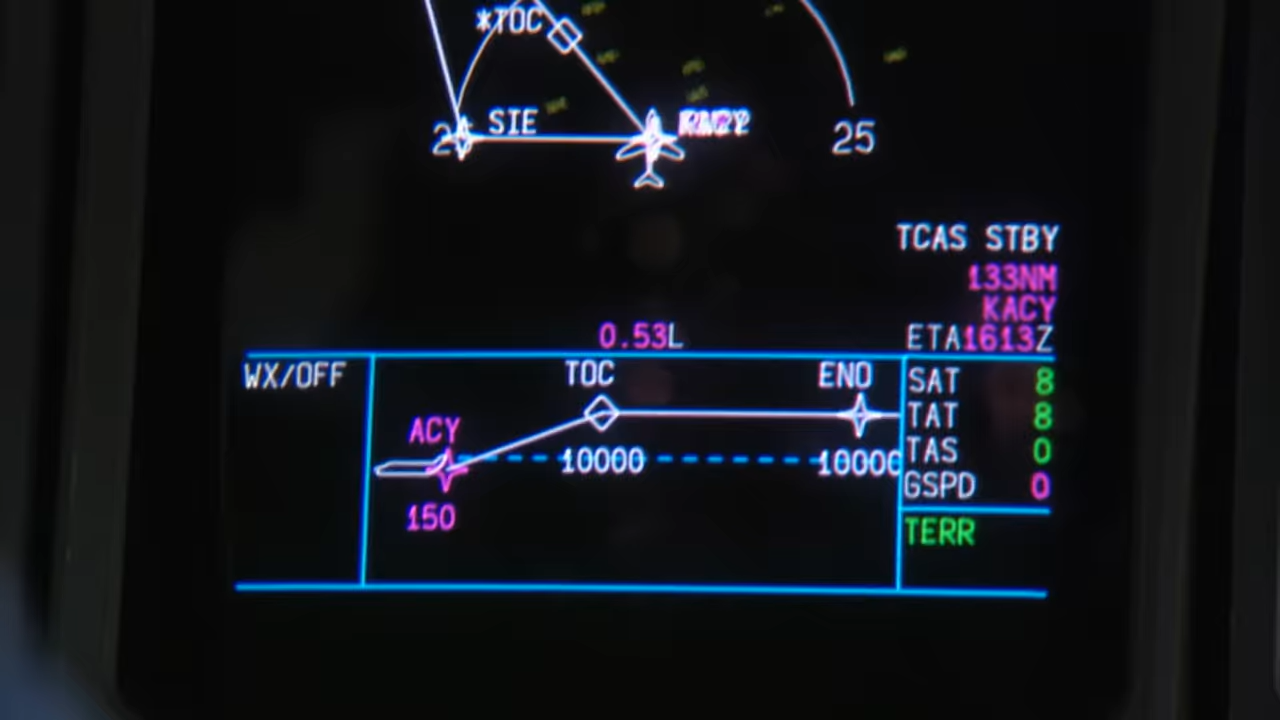 *TOC
SIE
25
TCAS STBY
133NM
KACY
0.53L
ETA1613Z
WX/OFF
TOC
END
SAT 8
ACY
TAT 8
10000
10000
TAS 0
150
GSPD 0
TERR